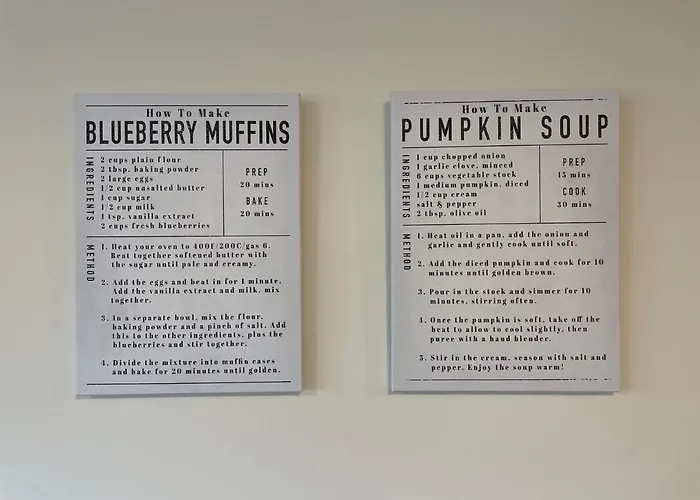 How To Make
BLUEBERRY MUFFINS
INGREDIENTS
2 cups plain flour
2 tbsp. baking powder
2 large eggs
1/2 cup unsalted butter
1 cup sugar
1/2 cup milk
1 tsp. vanilla extract
2 cups fresh blueberries
PREP
20 mins
BAKE
20 mins
METHOD
1. Heat your oven to 400F/200C/gas 6.
Beat together softened butter with
the sugar until pale and creamy.
2. Add the eggs and beat in for 1 minute.
Add the vanilla extract and milk, mix
together.
3. In a separate bowl, mix the flour,
baking powder and a pinch of salt. Add
this to the other ingredients, plus the
blueberries and stir together.
4. Divide the mixture into muffin cases
and bake for 20 minutes until golden.
How To Make
PUMPKIN SOUP
INGREDIENTS
1 cup chopped onion
1 garlic clove, minced
6 cups vegetable stock
1 medium pumpkin, diced
1/2 cup cream
salt & pepper
2 tbsp. olive oil
PREP
15 mins
COOK
30 mins
METHOD
1. Heat oil in a pan, add the onion and
garlic and gently cook until soft.
2. Add the diced pumpkin and cook for 10
minutes until golden brown.
3. Pour in the stock and simmer for 10
minutes, stirring often.
4. Once the pumpkin is soft, take off the
heat to allow to cool slightly, then
puree with a hand blender.
5. Stir in the cream, season with salt and
pepper. Enjoy the soup warm!